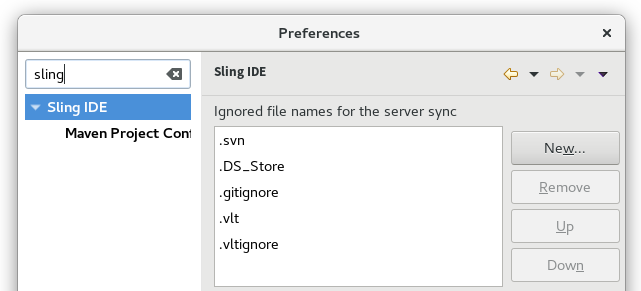 Preferences
sling
Sling IDE
Maven Project Conf
Sling IDE
Ignored file names for the server sync
.svn
.DS_Store
.gitignore
.vlt
.vltignore
New...
Remove
Up
Down